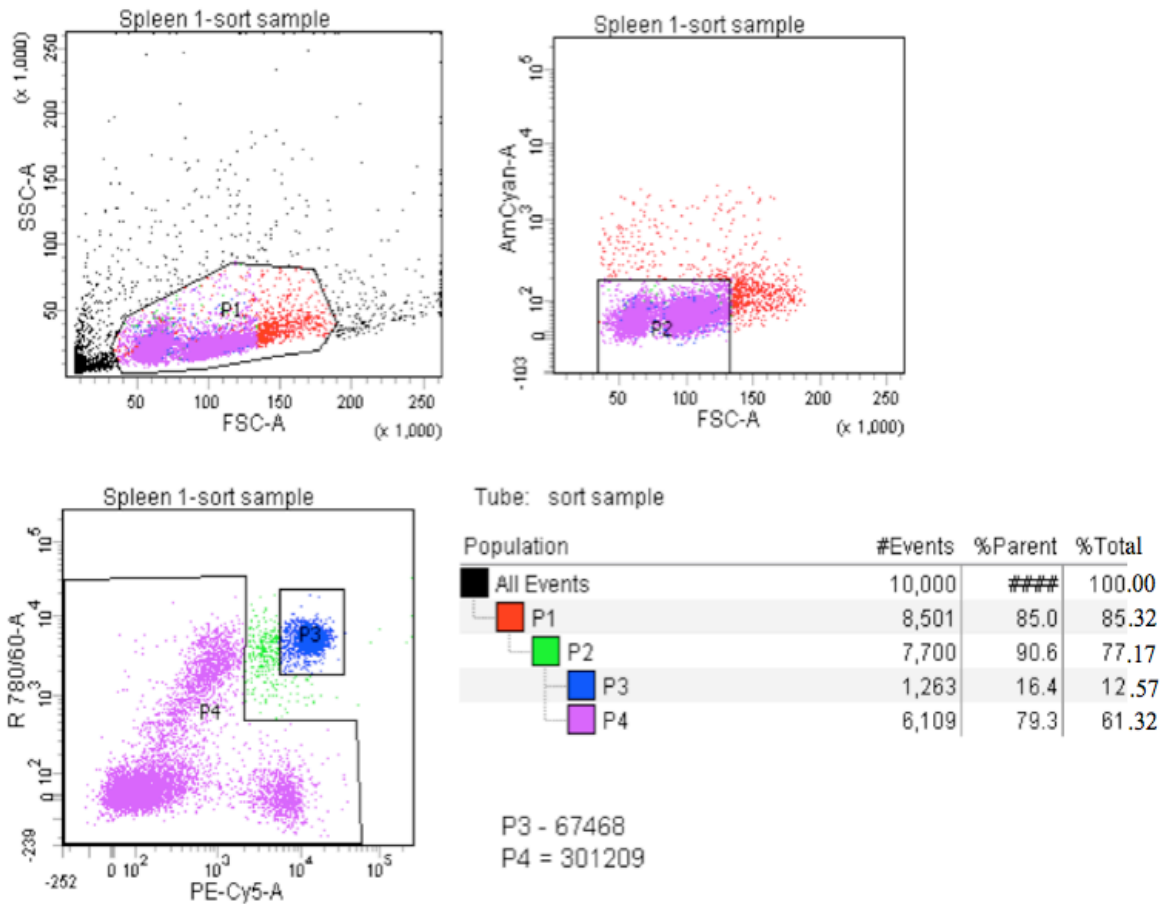 Spleen 1-sort sample
(x 1,000)
SSC-A
250
200
150
100
50
P1
50 100 150 200 250
FSC-A
(x 1,000)
Spleen 1-sort sample
AmCyan-A
10^5
10^4
10^3
10^2
0
-103
P2
50 100 150 200 250
FSC-A
(x 1,000)
Spleen 1-sort sample
R 780/60-A
10^5
10^4
10^3
10^2
0
-239
P3
P4
-252 0 10^2 10^3 10^4 10^5
PE-Cy5-A
Tube: sort sample
Population #Events %Parent %Total
All Events 10,000 #### 100.00
P1 8,501 85.0 85.32
P2 7,700 90.6 77.17
P3 1,263 16.4 12.57
P4 6,109 79.3 61.32
P3 - 67468
P4 = 301209